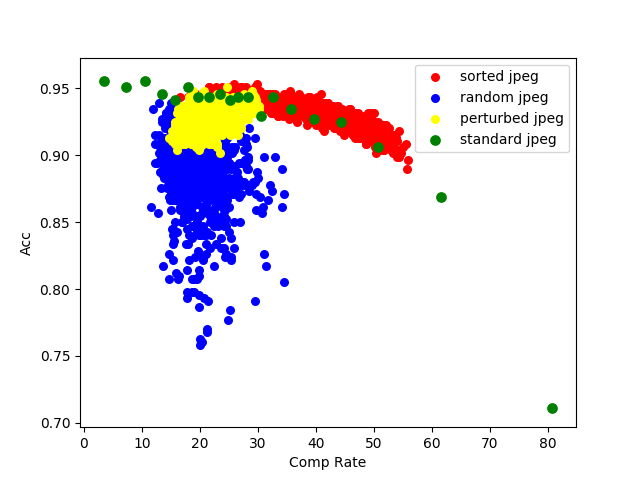 sorted jpeg
random jpeg
perturbed jpeg
standard jpeg
0.95
0.90
0.85
0.80
0.75
0.70
Acc
0 10 20 30 40 50 60 70 80
Comp Rate